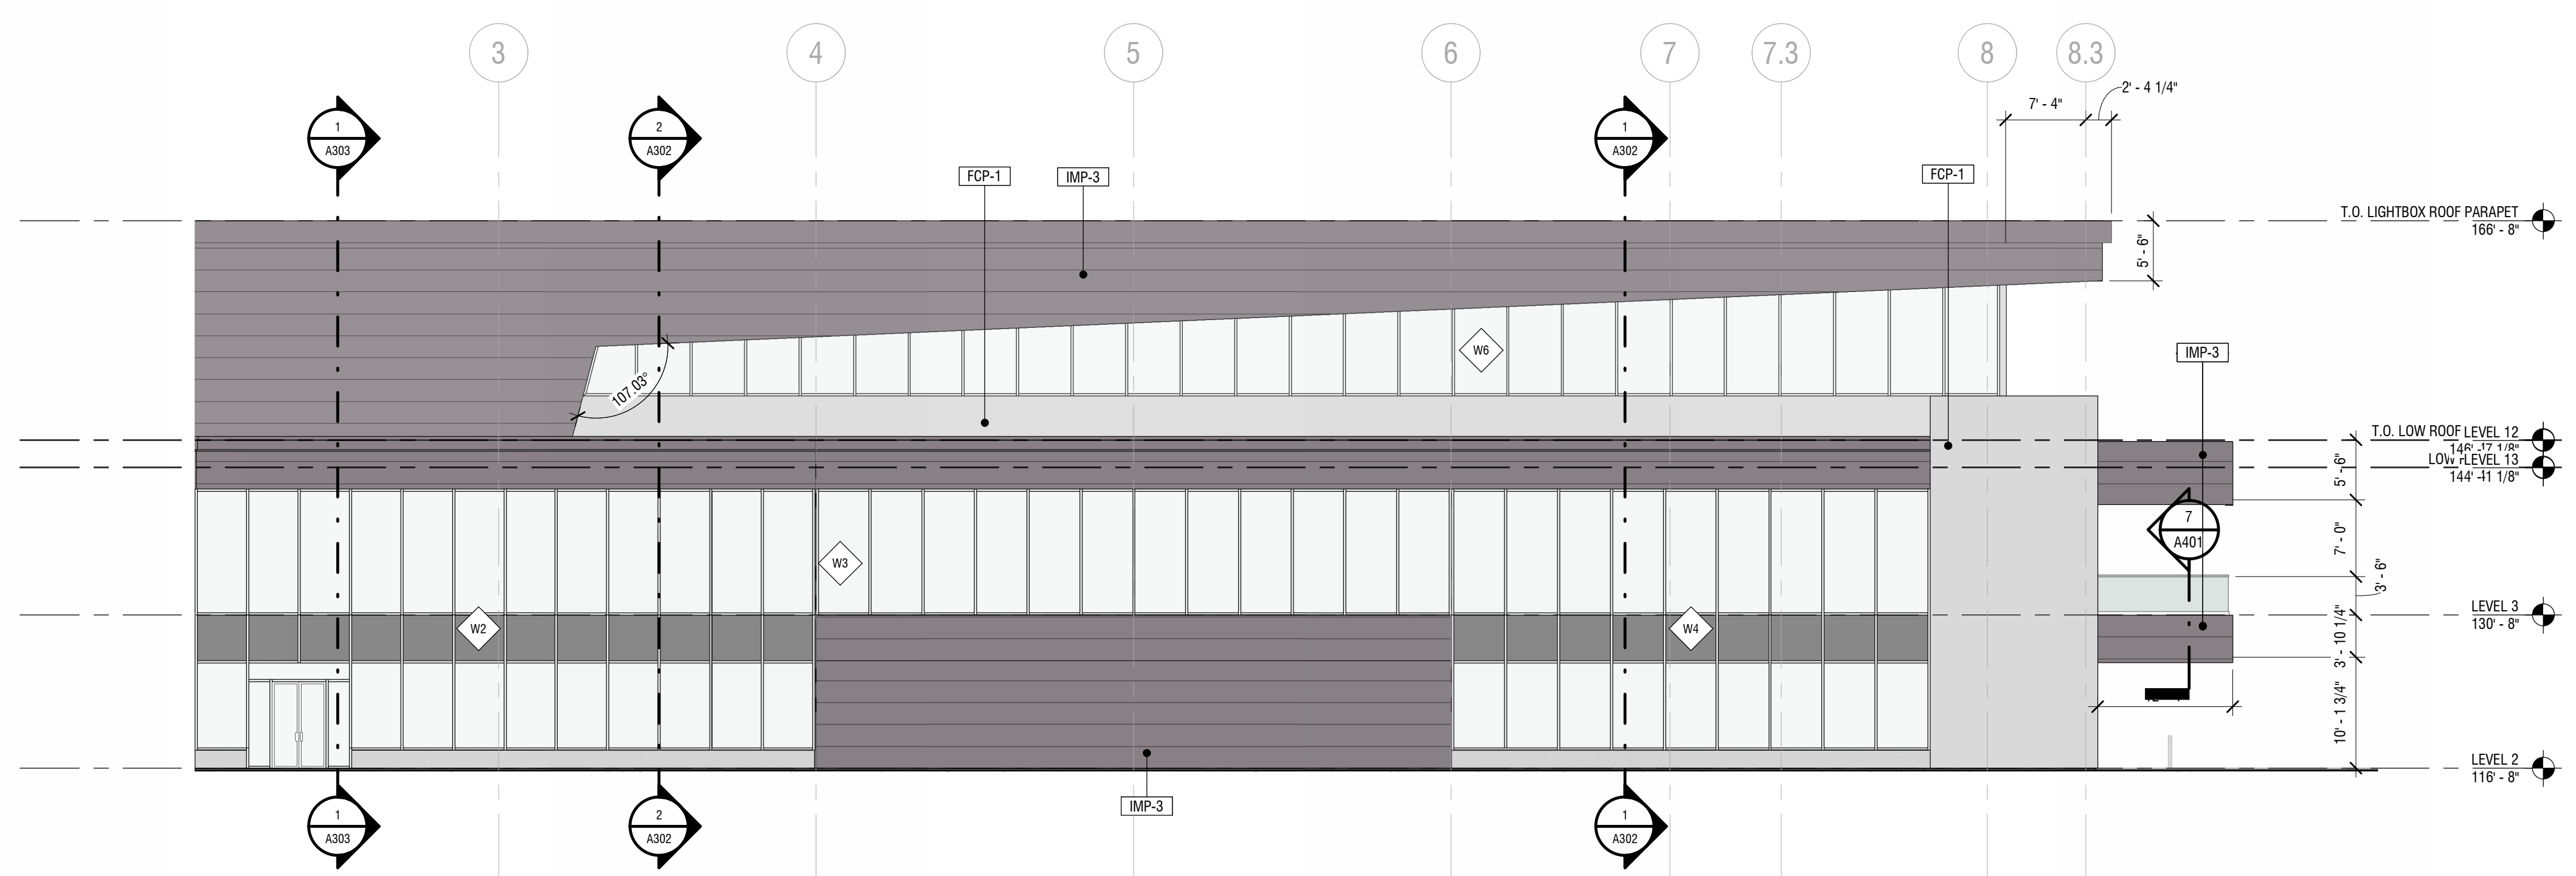 3
4
5
6
7
7.3
8
8.3
2' - 4 1/4"
7' - 4"
1
A303
2
A302
1
A302
FCP-1
IMP-3
FCP-1
T.O. LIGHTBOX ROOF PARAPET
166' - 8"
5' - 6"
W6
IMP-3
107.03°
T.O. LOW ROOF LEVEL 12
LEVEL 13
5' - 6"
7
A401
7' - 0"
3' - 6"
W3
LEVEL 3
130' - 8"
W2
W4
3' - 10 1/4"
10' - 1 3/4"
LEVEL 2
116' - 8"
IMP-3
1
A303
2
A302
1
A302